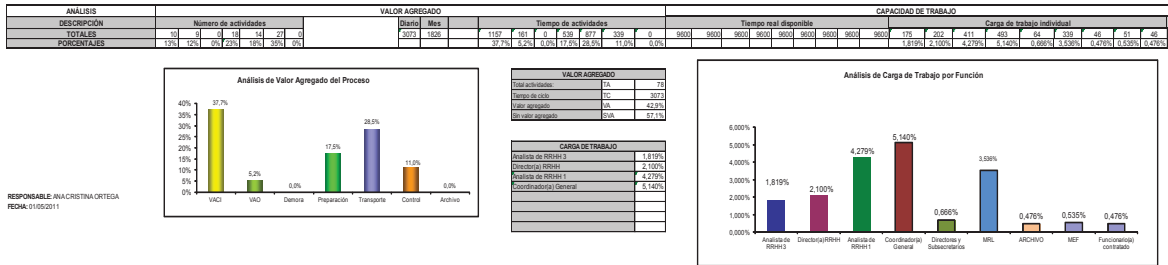 ANÁLISIS VALOR AGREGADO CAPACIDAD DE TRABAJO
DESCRIPCIÓN Número de actividades Diario Mes Tiempo de actividades Tiempo real disponible Carga de trabajo individual
TOTALES 10 9 0 18 14 27 0 3073 1826 1157 161 0 539 877 339 0 9600 9600 9600 9600 9600 9600 9600 9600 9600 175 202 411 493 64 339 46 51 46
PORCENTAJES 13% 12% 0% 23% 18% 35% 0% 37,7% 5,2% 0,0% 17,5% 28,5% 11,0% 0,0% 1,819% 2,100% 4,279% 5,140% 0,666% 3,536% 0,476% 0,535% 0,476%
Análisis de Valor Agregado del Proceso
40%
35%
30%
25%
20%
15%
10%
5%
0%
37,7%
5,2%
0,0%
17,5%
28,5%
11,0%
0,0%
VACI VAO Demora Preparación Transporte Control Archivo
RESPONSABLE: ANA CRISTINA ORTEGA
FECHA: 01/05/2011
VALOR AGREGADO
Total actividades: TA 78
Tiempo de ciclo TC 3073
Valor agregado VA 42,9%
Sin valor agregado SVA 57,1%
CARGA DE TRABAJO
Analista de RRHH 3 1,819%
Director(a) RRHH 2,100%
Analista de RRHH 1 4,279%
Coordinador(a) General 5,140%
Análisis de Carga de Trabajo por Función
6,000%
5,000%
4,000%
3,000%
2,000%
1,000%
0,000%
1,819%
2,100%
4,279%
5,140%
0,666%
3,536%
0,476%
0,535%
0,476%
Analista de RRHH 3
Director(a) RRHH
Analista de RRHH 1
Coordinador(a) General
Directores y Subsecretarios
MRL
ARCHIVO
MEF
Funcionario(a) contratado